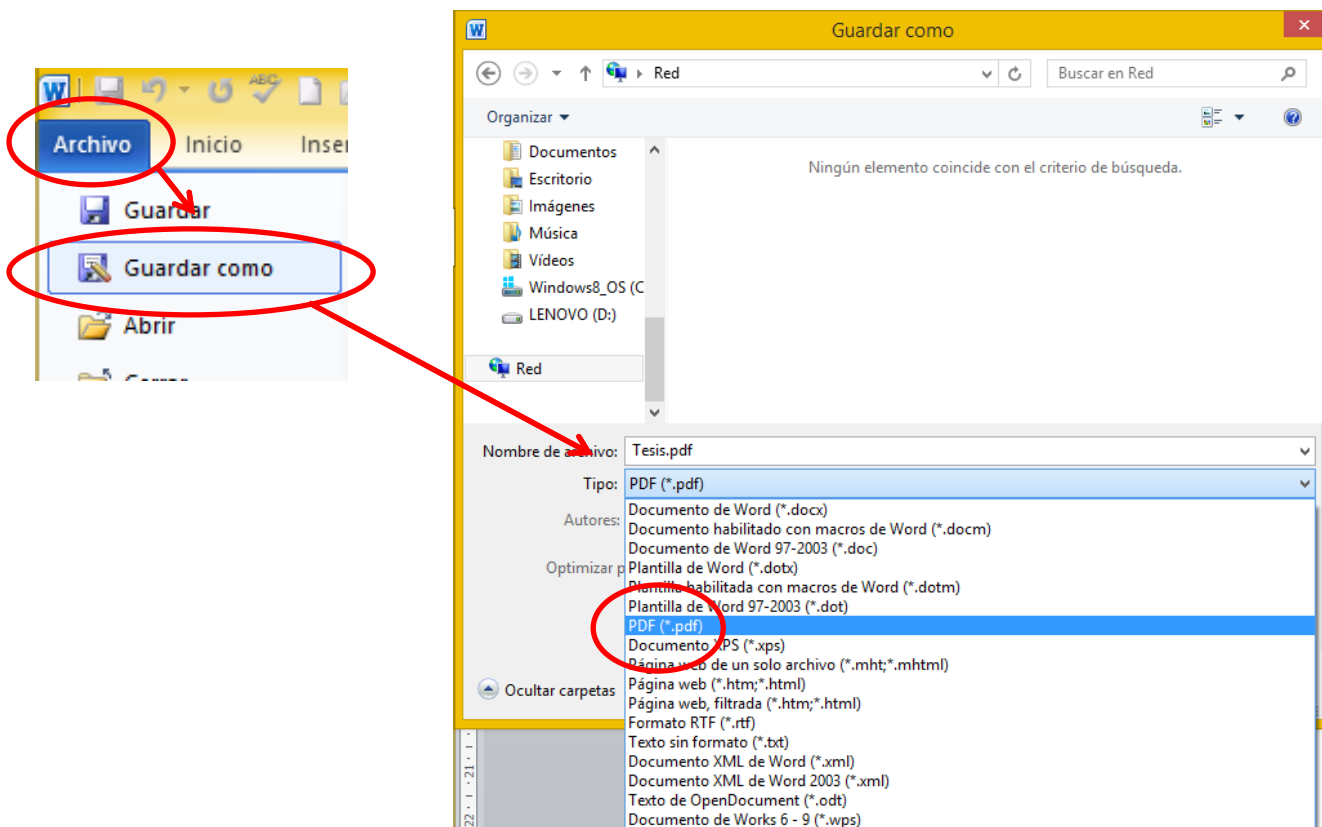 Archivo
Inicio
Guardar
Guardar como
Abrir
Guardar como
Red
Buscar en Red
Organizar
Documentos
Escritorio
Imágenes
Música
Vídeos
Windows8_OS (C
LENOVO (D:)
Red
Ningún elemento coincide con el criterio de búsqueda.
Nombre de archivo: Tesis.pdf
Tipo: PDF (*.pdf)
Autores:
Optimizar p
Documento de Word (*.docx)
Documento habilitado con macros de Word (*.docm)
Documento de Word 97-2003 (*.doc)
Plantilla de Word (*.dotx)
Plantilla habilitada con macros de Word (*.dotm)
Plantilla de Word 97-2003 (*.dot)
PDF (*.pdf)
Documento XPS (*.xps)
Página web de un solo archivo (*.mht;*.mhtml)
Página web (*.htm;*.html)
Página web, filtrada (*.htm;*.html)
Formato RTF (*.rtf)
Texto sin formato (*.txt)
Documento XML de Word (*.xml)
Documento XML de Word 2003 (*.xml)
Texto de OpenDocument (*.odt)
Documento de Works 6 - 9 (*.wps)
Ocultar carpetas
21
22